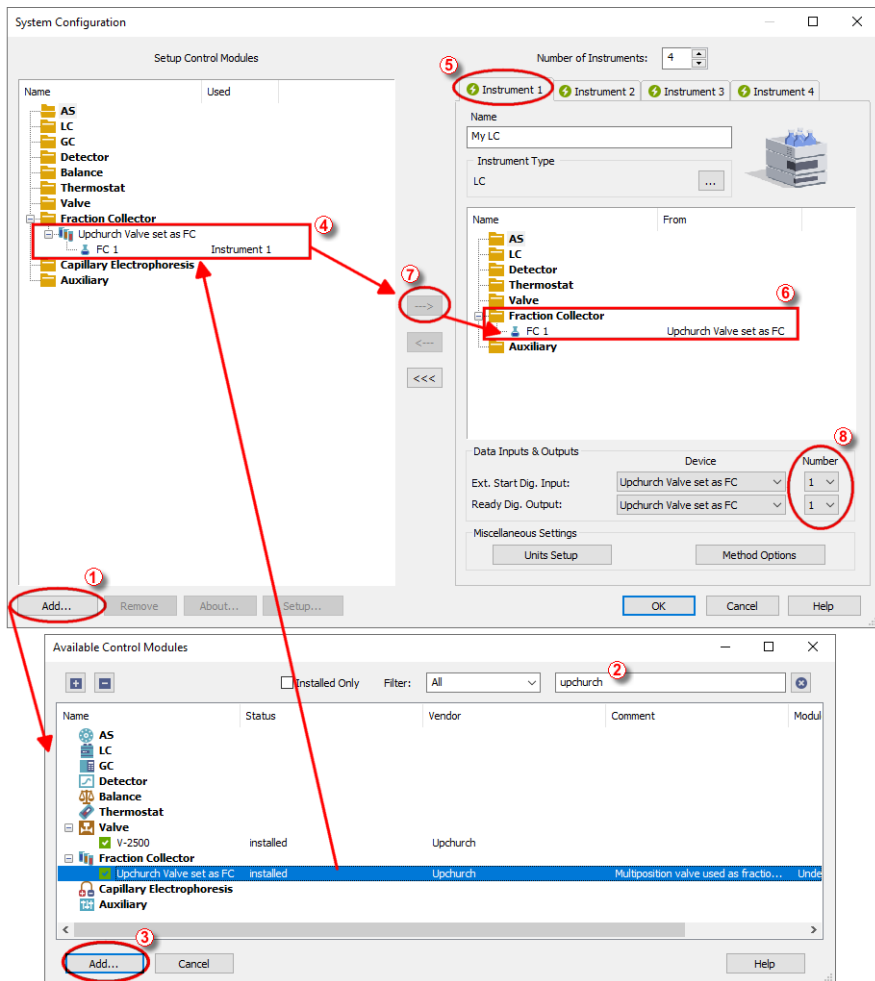 System Configuration
Setup Control Modules
Number of Instruments: 4
5
Name Used
AS
LC
GC
Detector
Balance
Thermostat
Valve
Fraction Collector
Upchurch Valve set as FC
FC 1 Instrument 1
4
Capillary Electrophoresis
Auxiliary
7
--->
<---
<<<
Instrument 1 Instrument 2 Instrument 3 Instrument 4
Name
My LC
Instrument Type
LC ...
Name From
AS
LC
Detector
Thermostat
Valve
6
Fraction Collector
FC 1 Upchurch Valve set as FC
Auxiliary
8
Data Inputs & Outputs
Device Number
Ext. Start Dig. Input: Upchurch Valve set as FC 1
Ready Dig. Output: Upchurch Valve set as FC 1
Miscellaneous Settings
Units Setup Method Options
1
Add... Remove About... Setup... OK Cancel Help
Available Control Modules
2
Installed Only Filter: All upchurch
Name Status Vendor Comment Modul
AS
LC
GC
Detector
Balance
Thermostat
Valve
V-2500 installed Upchurch
Fraction Collector
Upchurch Valve set as FC installed Upchurch Multiposition valve used as fractio... Unde
Capillary Electrophoresis
Auxiliary
3
Add... Cancel Help